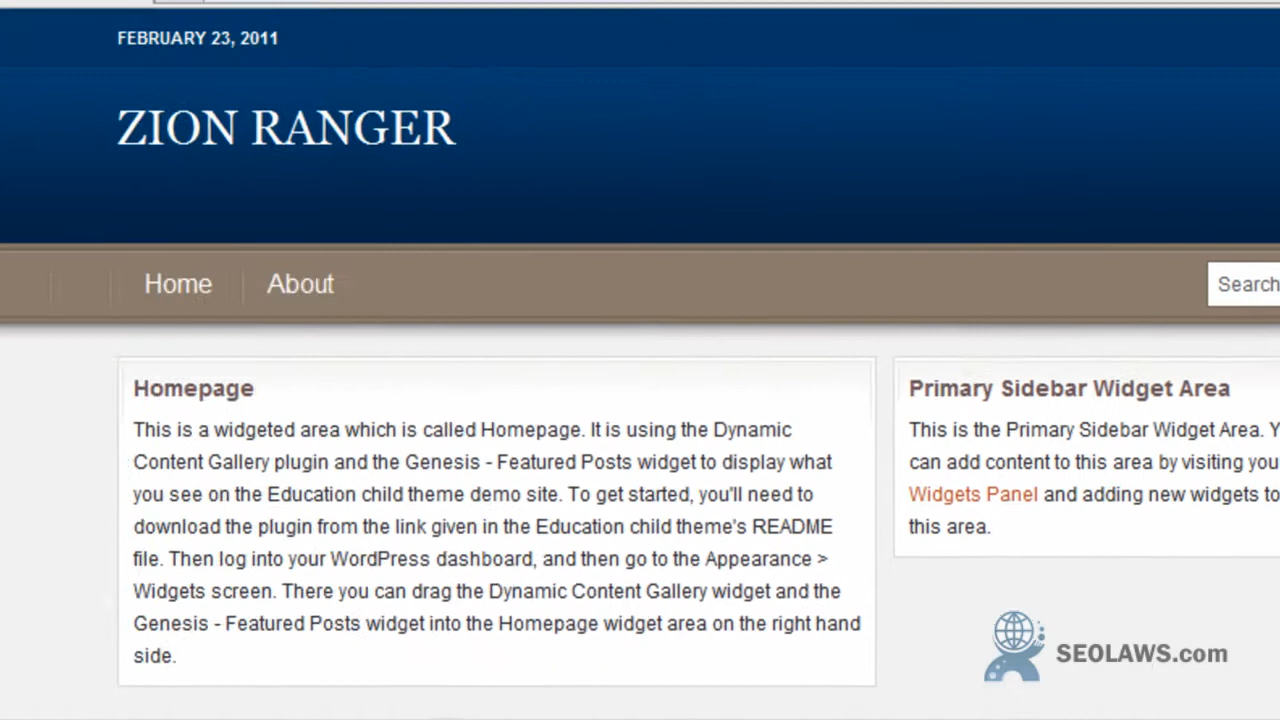 FEBRUARY 23, 2011
ZION RANGER
Home
About
Search
Homepage
This is a widgeted area which is called Homepage. It is using the Dynamic
Content Gallery plugin and the Genesis - Featured Posts widget to display what
you see on the Education child theme demo site. To get started, you'll need to
download the plugin from the link given in the Education child theme's README
file. Then log into your WordPress dashboard, and then go to the Appearance >
Widgets screen. There you can drag the Dynamic Content Gallery widget and the
Genesis - Featured Posts widget into the Homepage widget area on the right hand
side.
Primary Sidebar Widget Area
This is the Primary Sidebar Widget Area. Y
can add content to this area by visiting you
Widgets Panel and adding new widgets to
this area.
SEOLAWS.com